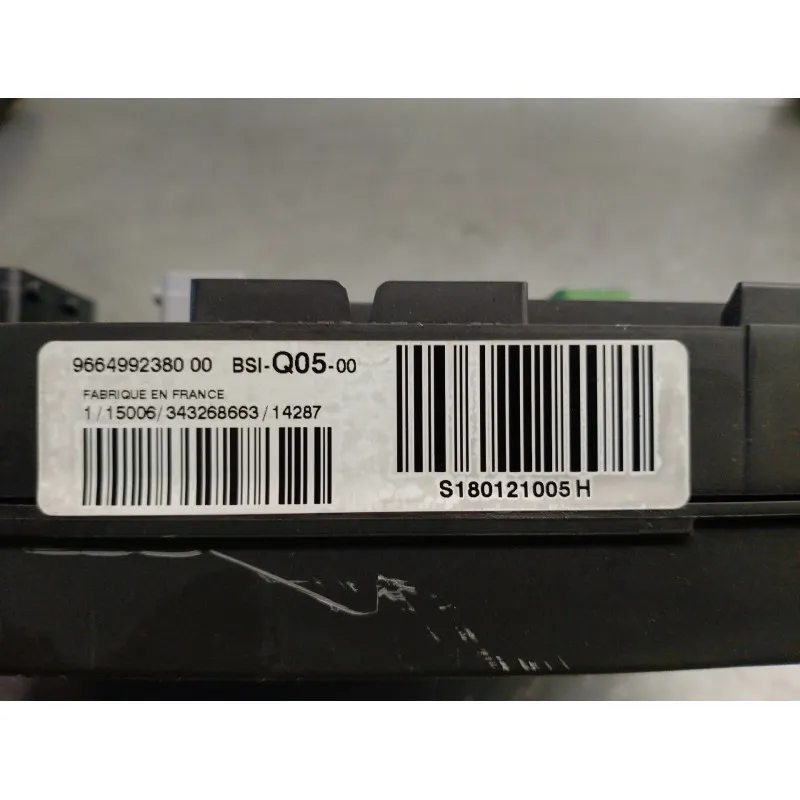 9664992380 00 BSI-Q05-00
FABRIQUE EN FRANCE
1/15006/343268663/14287
S180121005 H